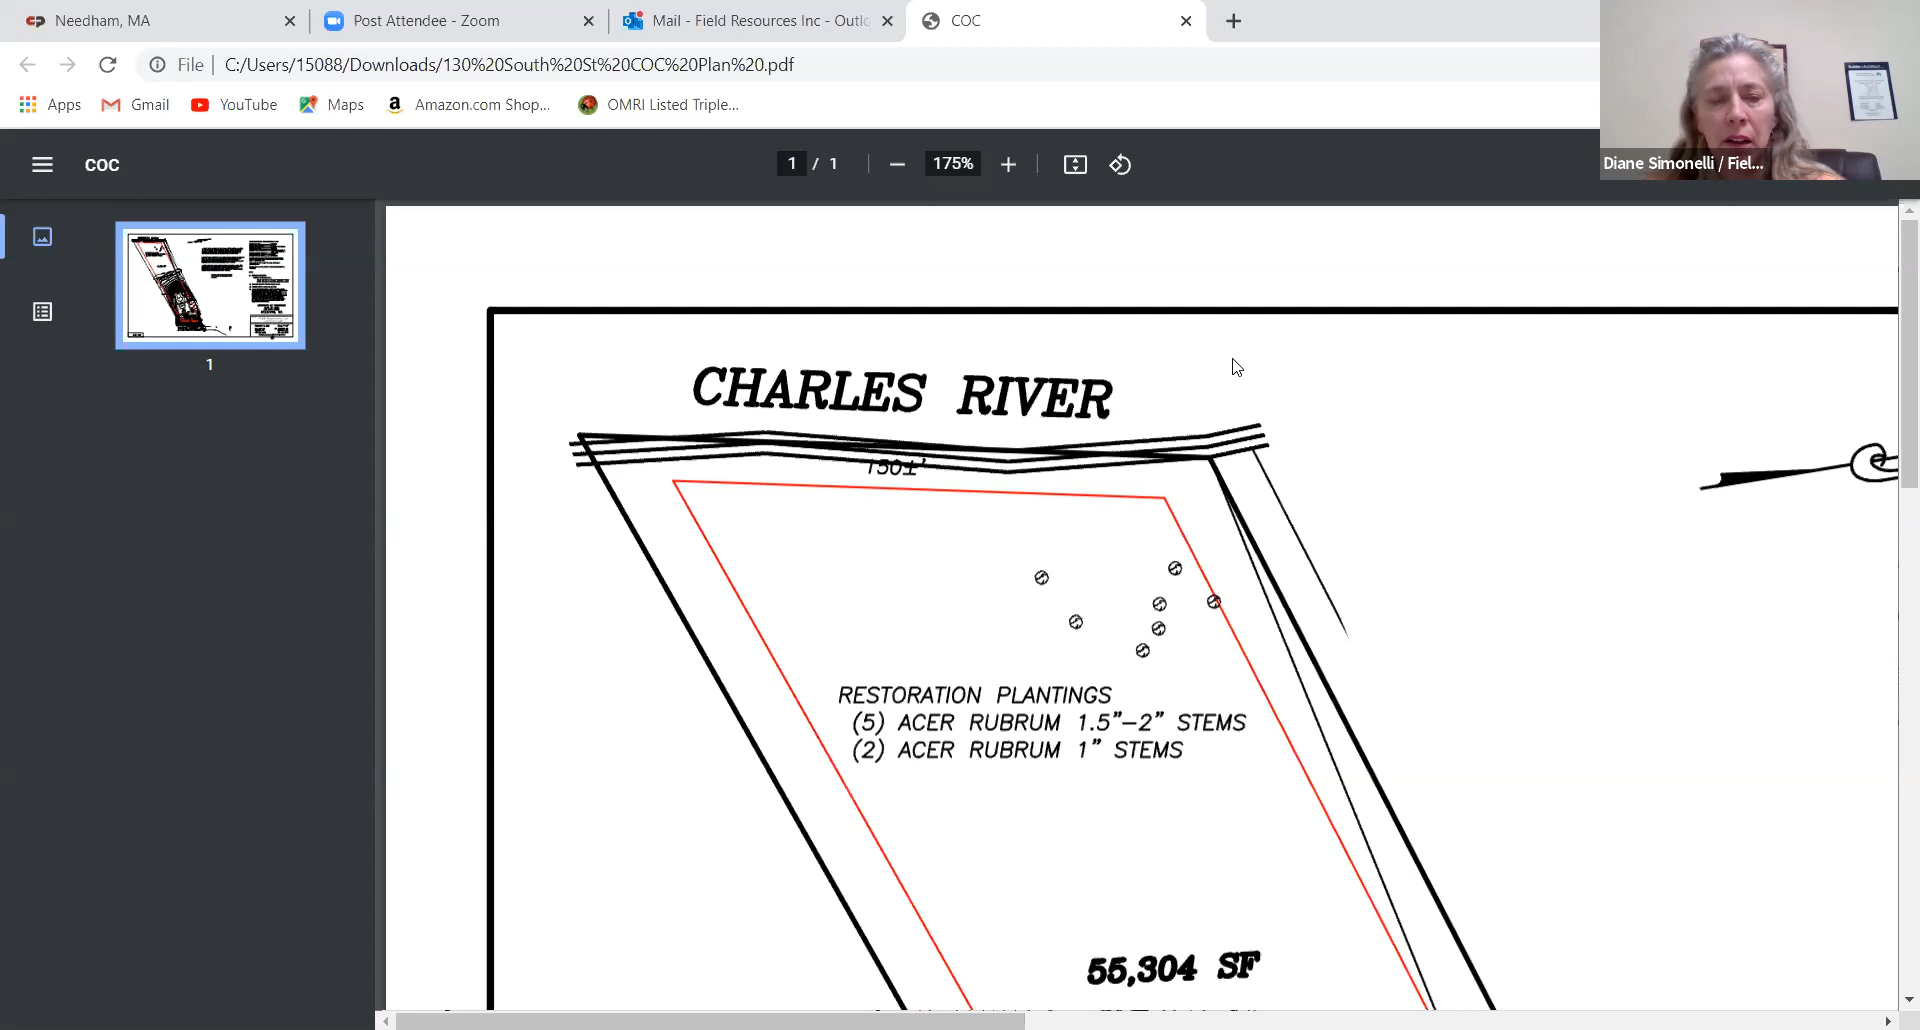 Needham, MA
Post Attendee - Zoom
Mail - Field Resources Inc - Outlo
COC
File
C:/Users/15088/Downloads/130%20South%20St%20COC%20Plan%20.pdf
Apps
Gmail
YouTube
Maps
Amazon.com Shop...
OMRI Listed Triple...
Diane Simonelli / Fiel...
COC
1 / 1
175%
1
CHARLES RIVER
150±'
RESTORATION PLANTINGS
(5) ACER RUBRUM 1.5"-2" STEMS
(2) ACER RUBRUM 1" STEMS
55,304 SF